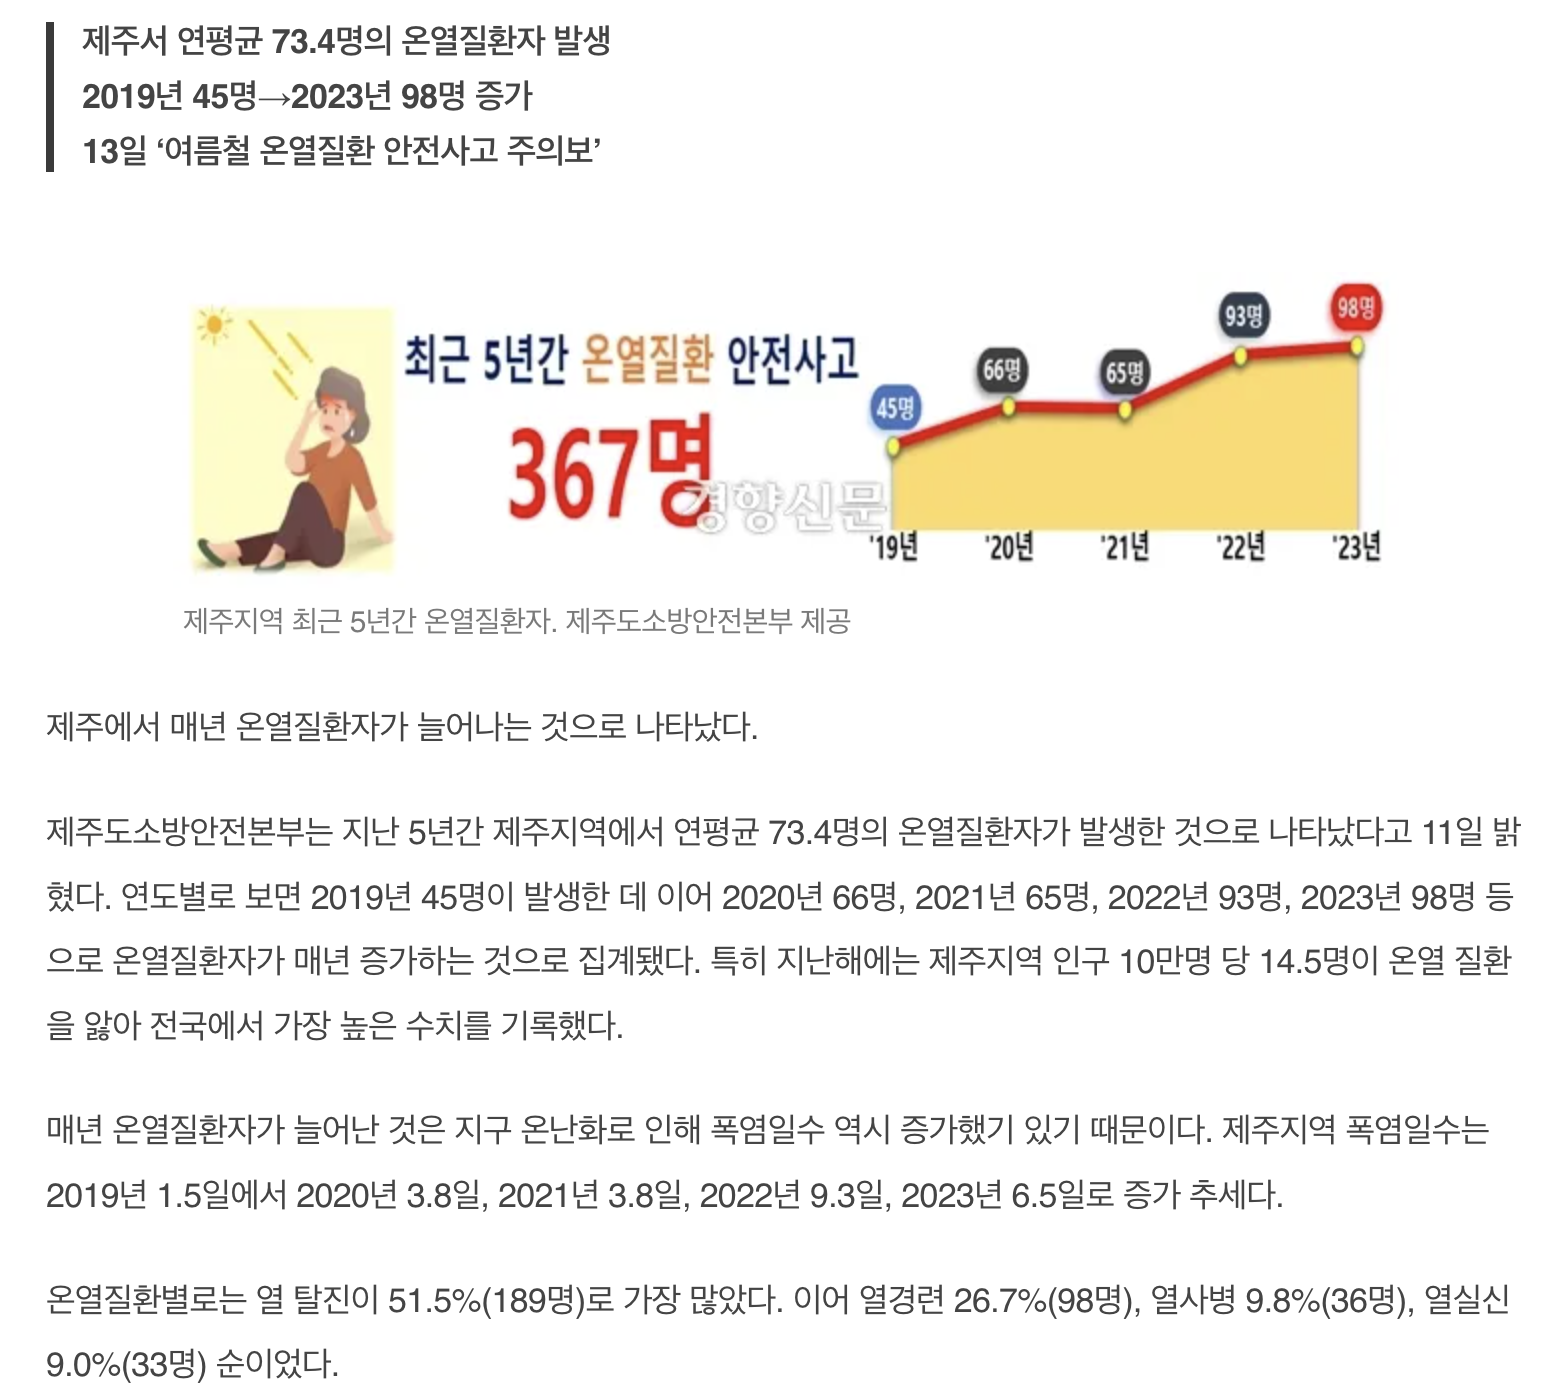 제주서 연평균 73.4명의 온열질환자 발생
2019년 45명→2023년 98명 증가
13일 ‘여름철 온열질환 안전사고 주의보’
최근 5년간 온열질환 안전사고
367명
경향신문
45명
66명
65명
93명
98명
'19년
'20년
'21년
'22년
'23년
제주지역 최근 5년간 온열질환자. 제주도소방안전본부 제공
제주에서 매년 온열질환자가 늘어나는 것으로 나타났다.
제주도소방안전본부는 지난 5년간 제주지역에서 연평균 73.4명의 온열질환자가 발생한 것으로 나타났다고 11일 밝
혔다. 연도별로 보면 2019년 45명이 발생한 데 이어 2020년 66명, 2021년 65명, 2022년 93명, 2023년 98명 등
으로 온열질환자가 매년 증가하는 것으로 집계됐다. 특히 지난해에는 제주지역 인구 10만명 당 14.5명이 온열 질환
을 앓아 전국에서 가장 높은 수치를 기록했다.
매년 온열질환자가 늘어난 것은 지구 온난화로 인해 폭염일수 역시 증가했기 있기 때문이다. 제주지역 폭염일수는
2019년 1.5일에서 2020년 3.8일, 2021년 3.8일, 2022년 9.3일, 2023년 6.5일로 증가 추세다.
온열질환별로는 열 탈진이 51.5%(189명)로 가장 많았다. 이어 열경련 26.7%(98명), 열사병 9.8%(36명), 열실신
9.0%(33명) 순이었다.